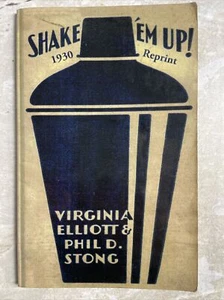 SHAKE 'EM UP!
1930 Reprint
VIRGINIA
ELLIOTT &
PHIL D.
STONG